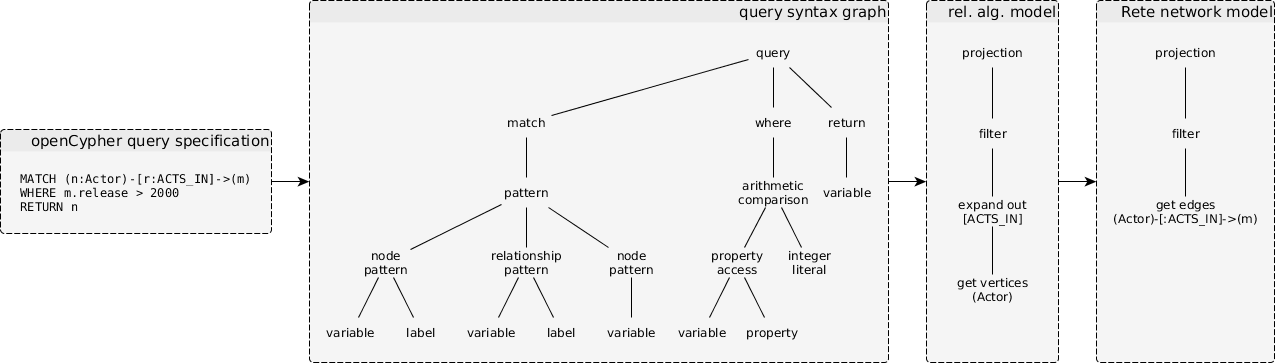 openCypher query specification
MATCH (n:Actor)-[r:ACTS_IN]->(m)
WHERE m.release > 2000
RETURN n
query syntax graph
query
match
where
return
pattern
arithmetic
comparison
variable
node
pattern
relationship
pattern
node
pattern
property
access
integer
literal
variable
label
variable
label
variable
variable
property
rel. alg. model
projection
filter
expand out
[ACTS_IN]
get vertices
(Actor)
Rete network model
projection
filter
get edges
(Actor)-[:ACTS_IN]->(m)